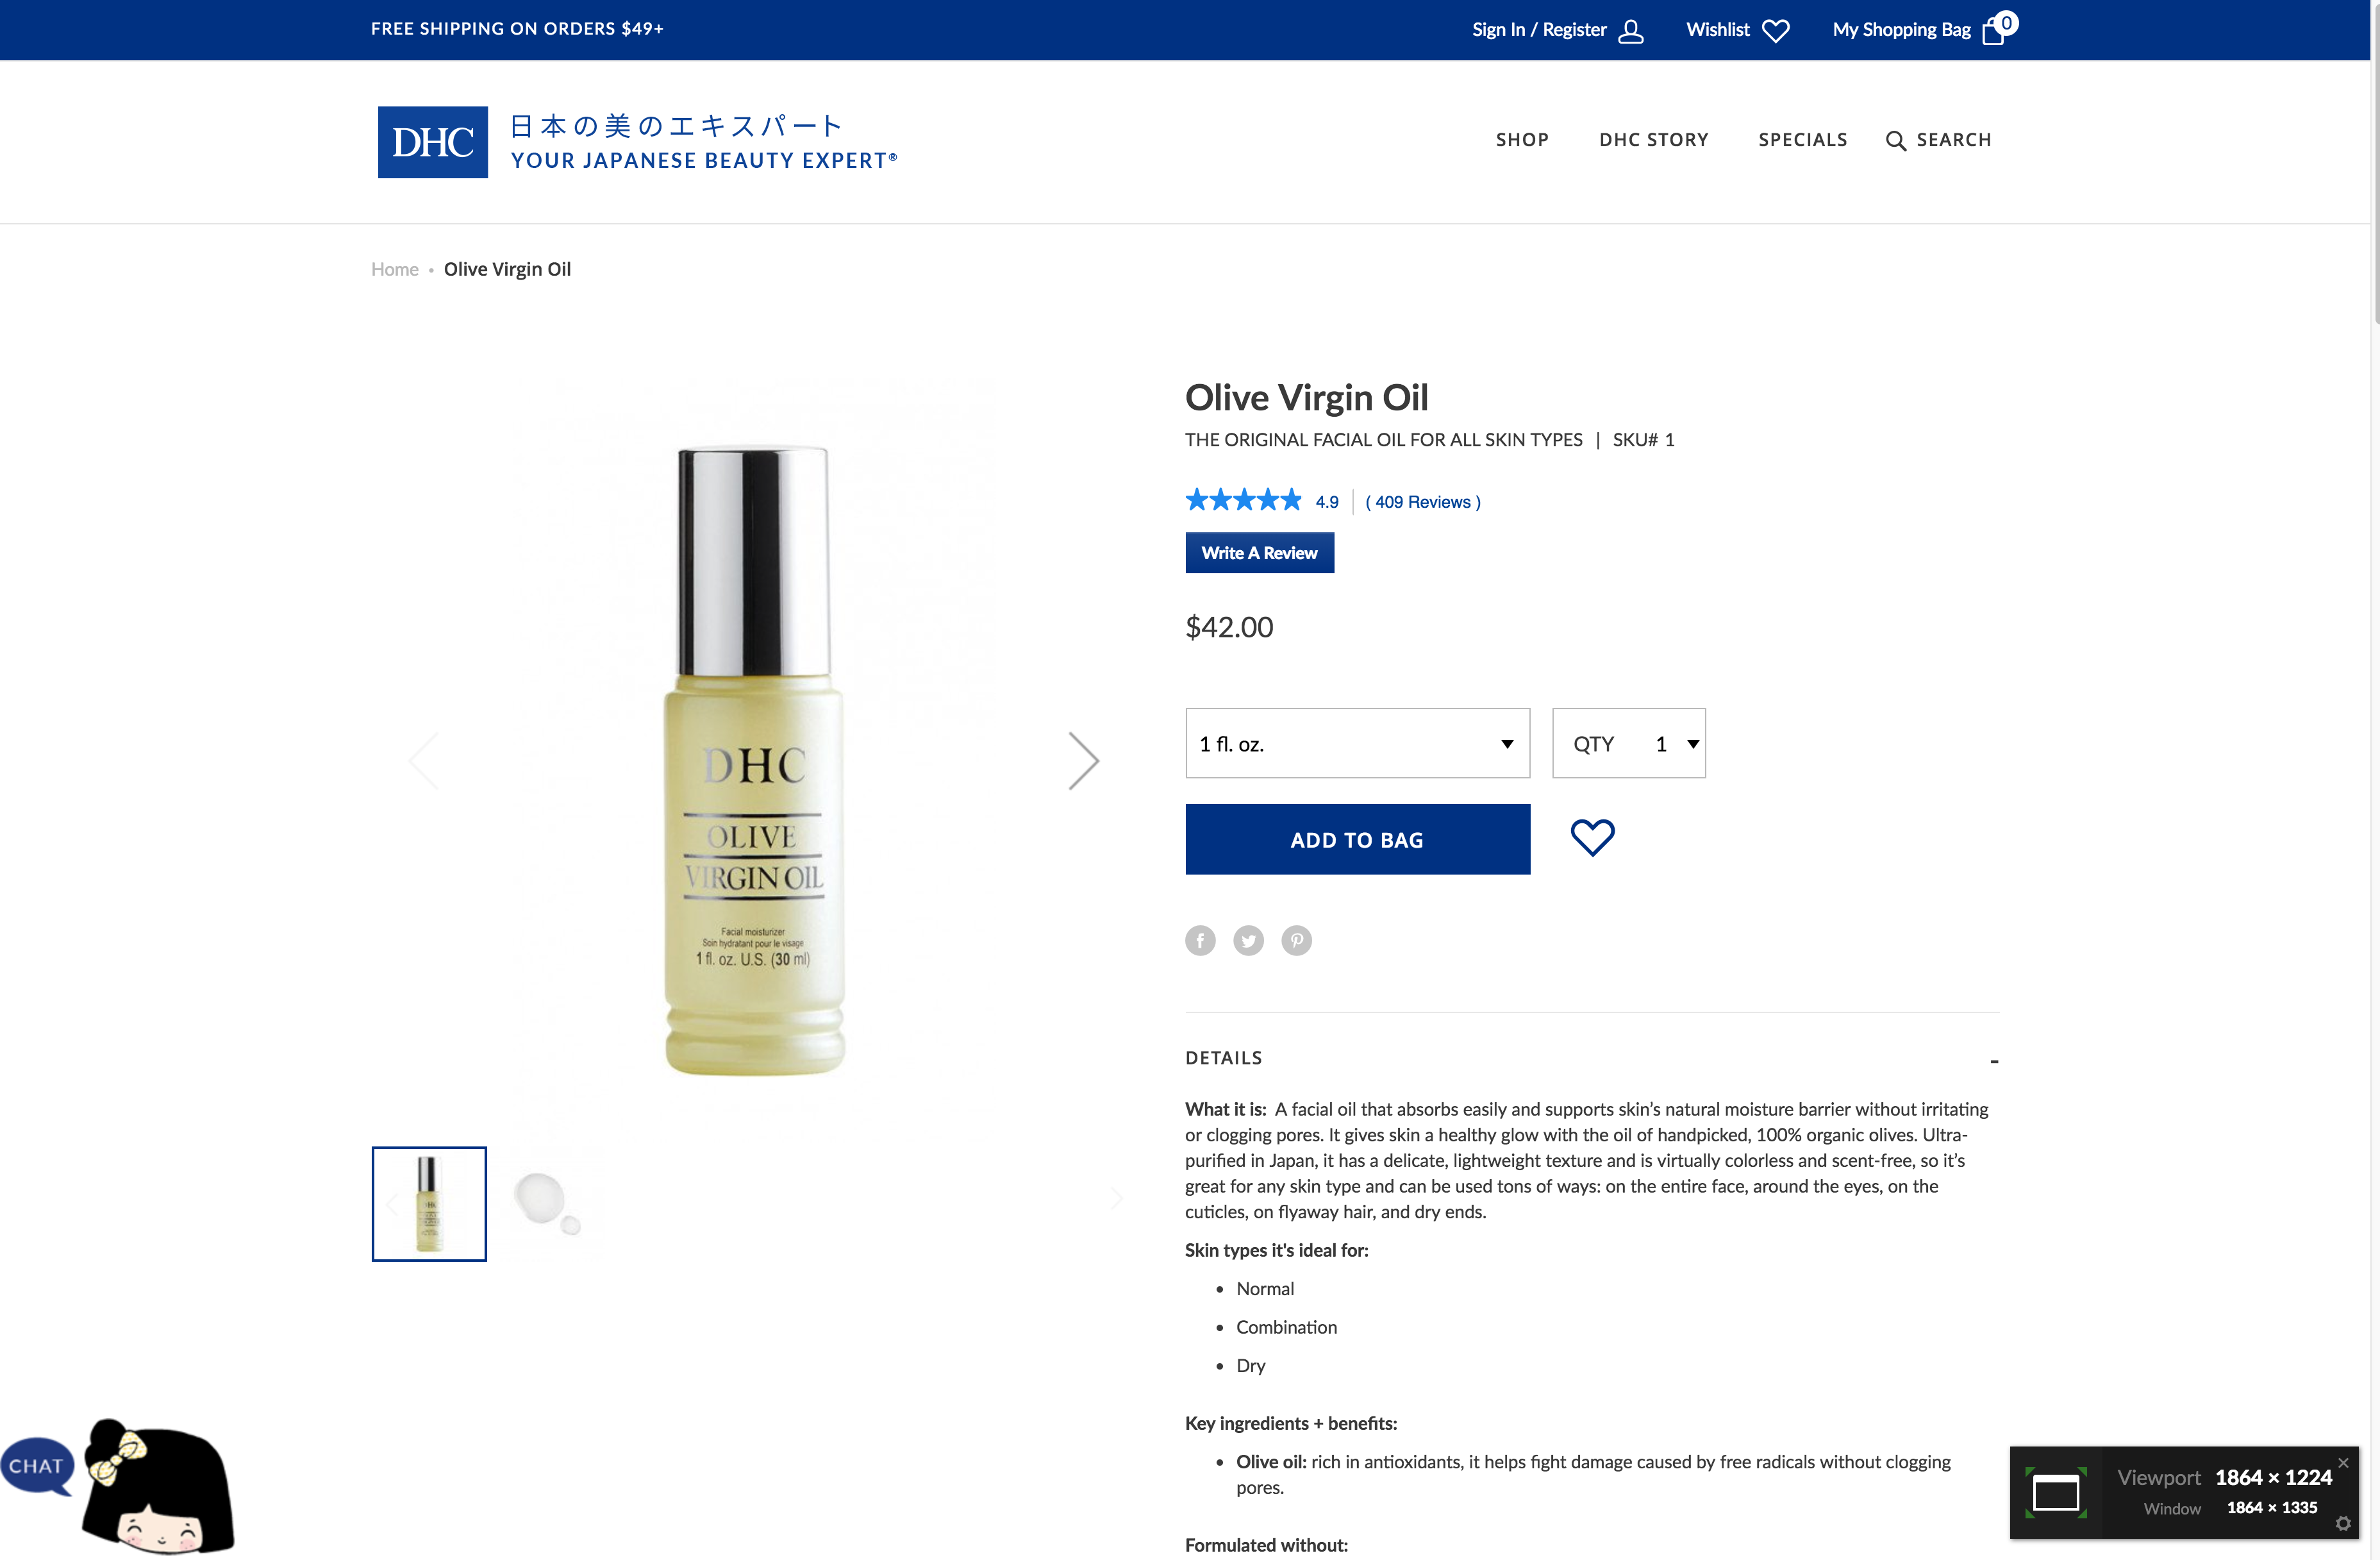 FREE SHIPPING ON ORDERS $49+
Sign In / Register
Wishlist
My Shopping Bag
0
DHC
日本の美のエキスパート
YOUR JAPANESE BEAUTY EXPERT®
SHOP
DHC STORY
SPECIALS
SEARCH
Home • Olive Virgin Oil
DHC
OLIVE
VIRGIN OIL
Facial moisturizer
Soin hydratant pour le visage
1 fl. oz. U.S. (30 ml)
Olive Virgin Oil
THE ORIGINAL FACIAL OIL FOR ALL SKIN TYPES | SKU# 1
4.9 | ( 409 Reviews )
Write A Review
$42.00
1 fl. oz.
QTY 1
ADD TO BAG
DETAILS
-
What it is: A facial oil that absorbs easily and supports skin’s natural moisture barrier without irritating
or clogging pores. It gives skin a healthy glow with the oil of handpicked, 100% organic olives. Ultra-
purified in Japan, it has a delicate, lightweight texture and is virtually colorless and scent-free, so it’s
great for any skin type and can be used tons of ways: on the entire face, around the eyes, on the
cuticles, on flyaway hair, and dry ends.
Skin types it's ideal for:
• Normal
• Combination
• Dry
Key ingredients + benefits:
• Olive oil: rich in antioxidants, it helps fight damage caused by free radicals without clogging
pores.
Formulated without:
CHAT
Viewport 1864 × 1224
Window 1864 × 1335